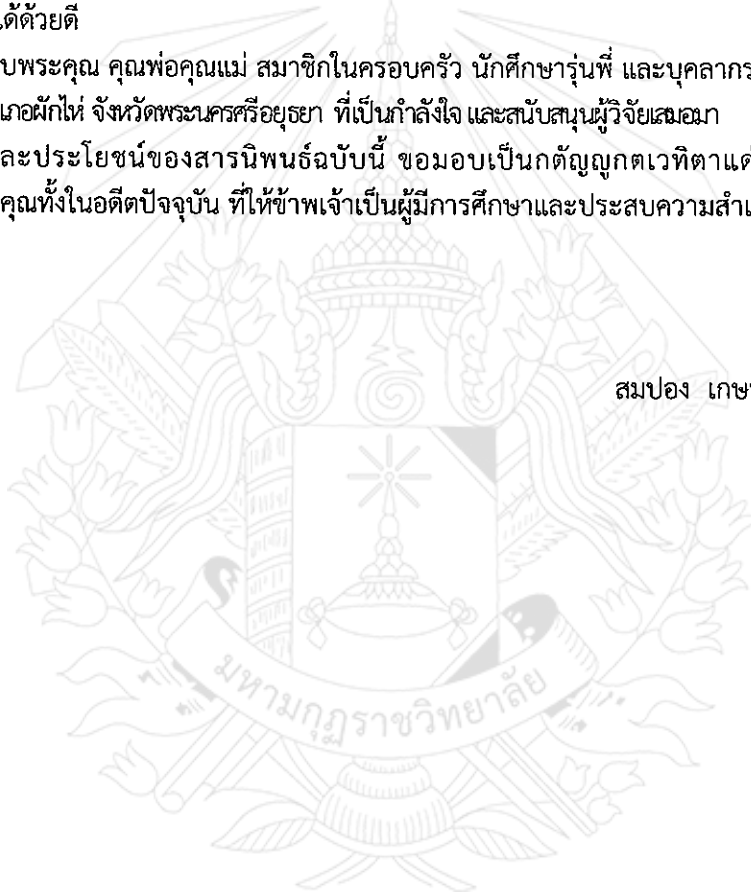 ด้ด้วยดี
บพระคุณ คุณพ่อคุณแม่ สมาชิกในครอบครัว นักศึกษารุ่นพี่ และบุคลากร
เภอผักไห่ จังหวัดพระนครศรีอยุธยา ที่เป็นกำลังใจ และสนับสนุนผู้วิจัยเสมอมา
ละประโยชน์ของสารนิพนธ์ฉบับนี้ ขอมอบเป็นกตัญญูกตเวทิตาแด่
คุณทั้งในอดีตปัจจุบัน ที่ให้ข้าพเจ้าเป็นผู้มีการศึกษาและประสบความสำเ
สมปอง เกษ
มหามกุฏราชวิทยาลัย